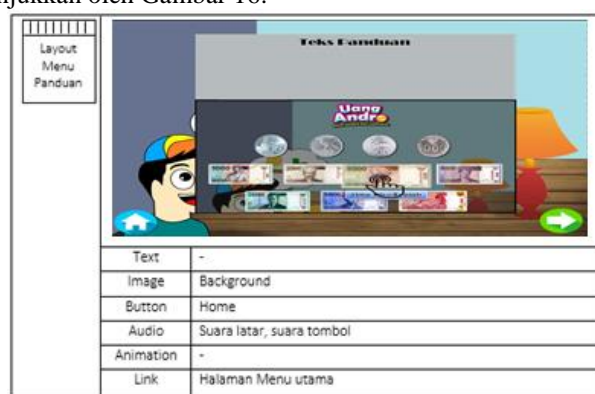 njukkan oleh Gambar 16.
Layout
Menu
Panduan
Teks Panduan
Uang
Andro
Text -
Image Background
Button Home
Audio Suara latar, suara tombol
Animation -
Link Halaman Menu utama